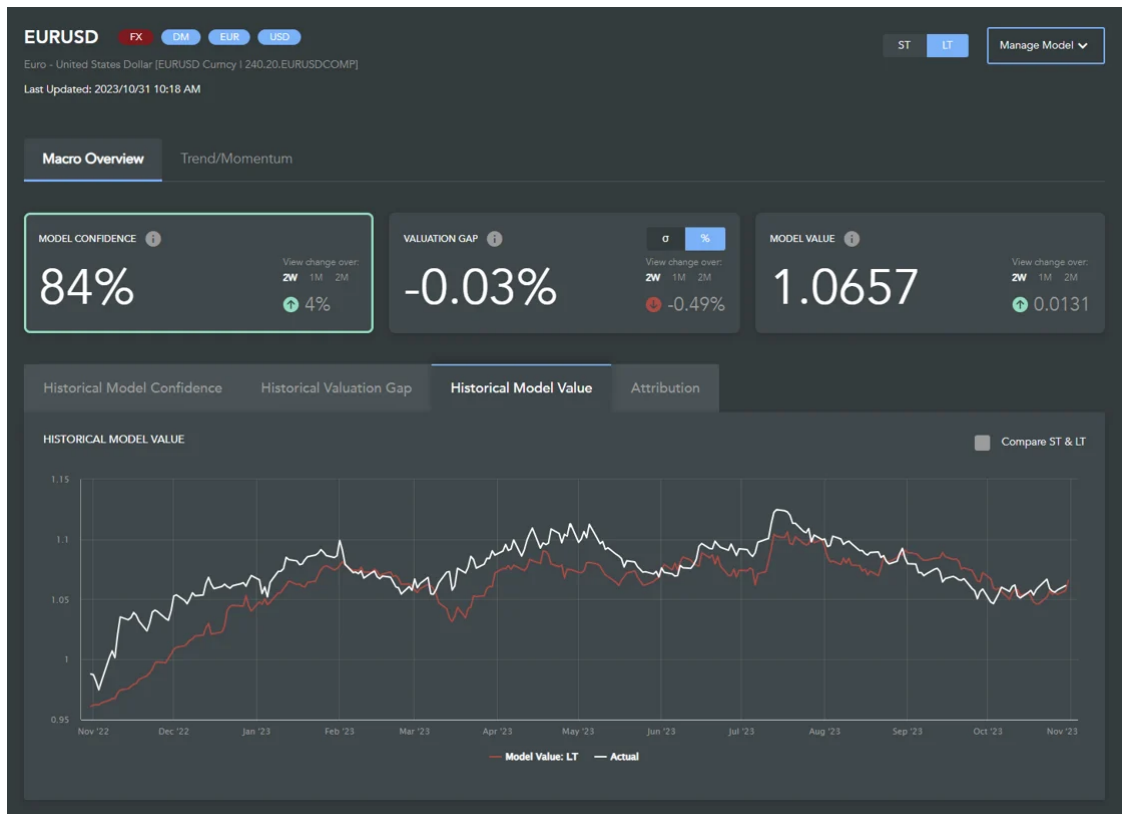 EURUSD FX DM EUR USD
ST LT Manage Model
Euro - United States Dollar [EURUSD Curncy | 240.20.EURUSDCOMP]
Last Updated: 2023/10/31 10:18 AM
Macro Overview Trend/Momentum
MODEL CONFIDENCE i
View change over:
84%
2W 1M 2M
4%
VALUATION GAP i
σ %
View change over:
-0.03%
2W 1M 2M
-0.49%
MODEL VALUE i
View change over:
1.0657
2W 1M 2M
0.0131
Historical Model Confidence Historical Valuation Gap Historical Model Value Attribution
HISTORICAL MODEL VALUE
Compare ST & LT
1.15
1.1
1.05
1
0.95
Nov '22 Dec '22 Jan '23 Feb '23 Mar '23 Apr '23 May '23 Jun '23 Jul '23 Aug '23 Sep '23 Oct '23 Nov '23
Model Value: LT Actual